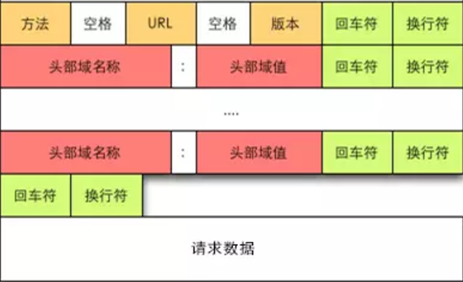 方法 空格 URL 空格 版本 回车符 换行符
头部域名称 : 头部域值 回车符 换行符
....
头部域名称 : 头部域值 回车符 换行符
回车符 换行符
请求数据